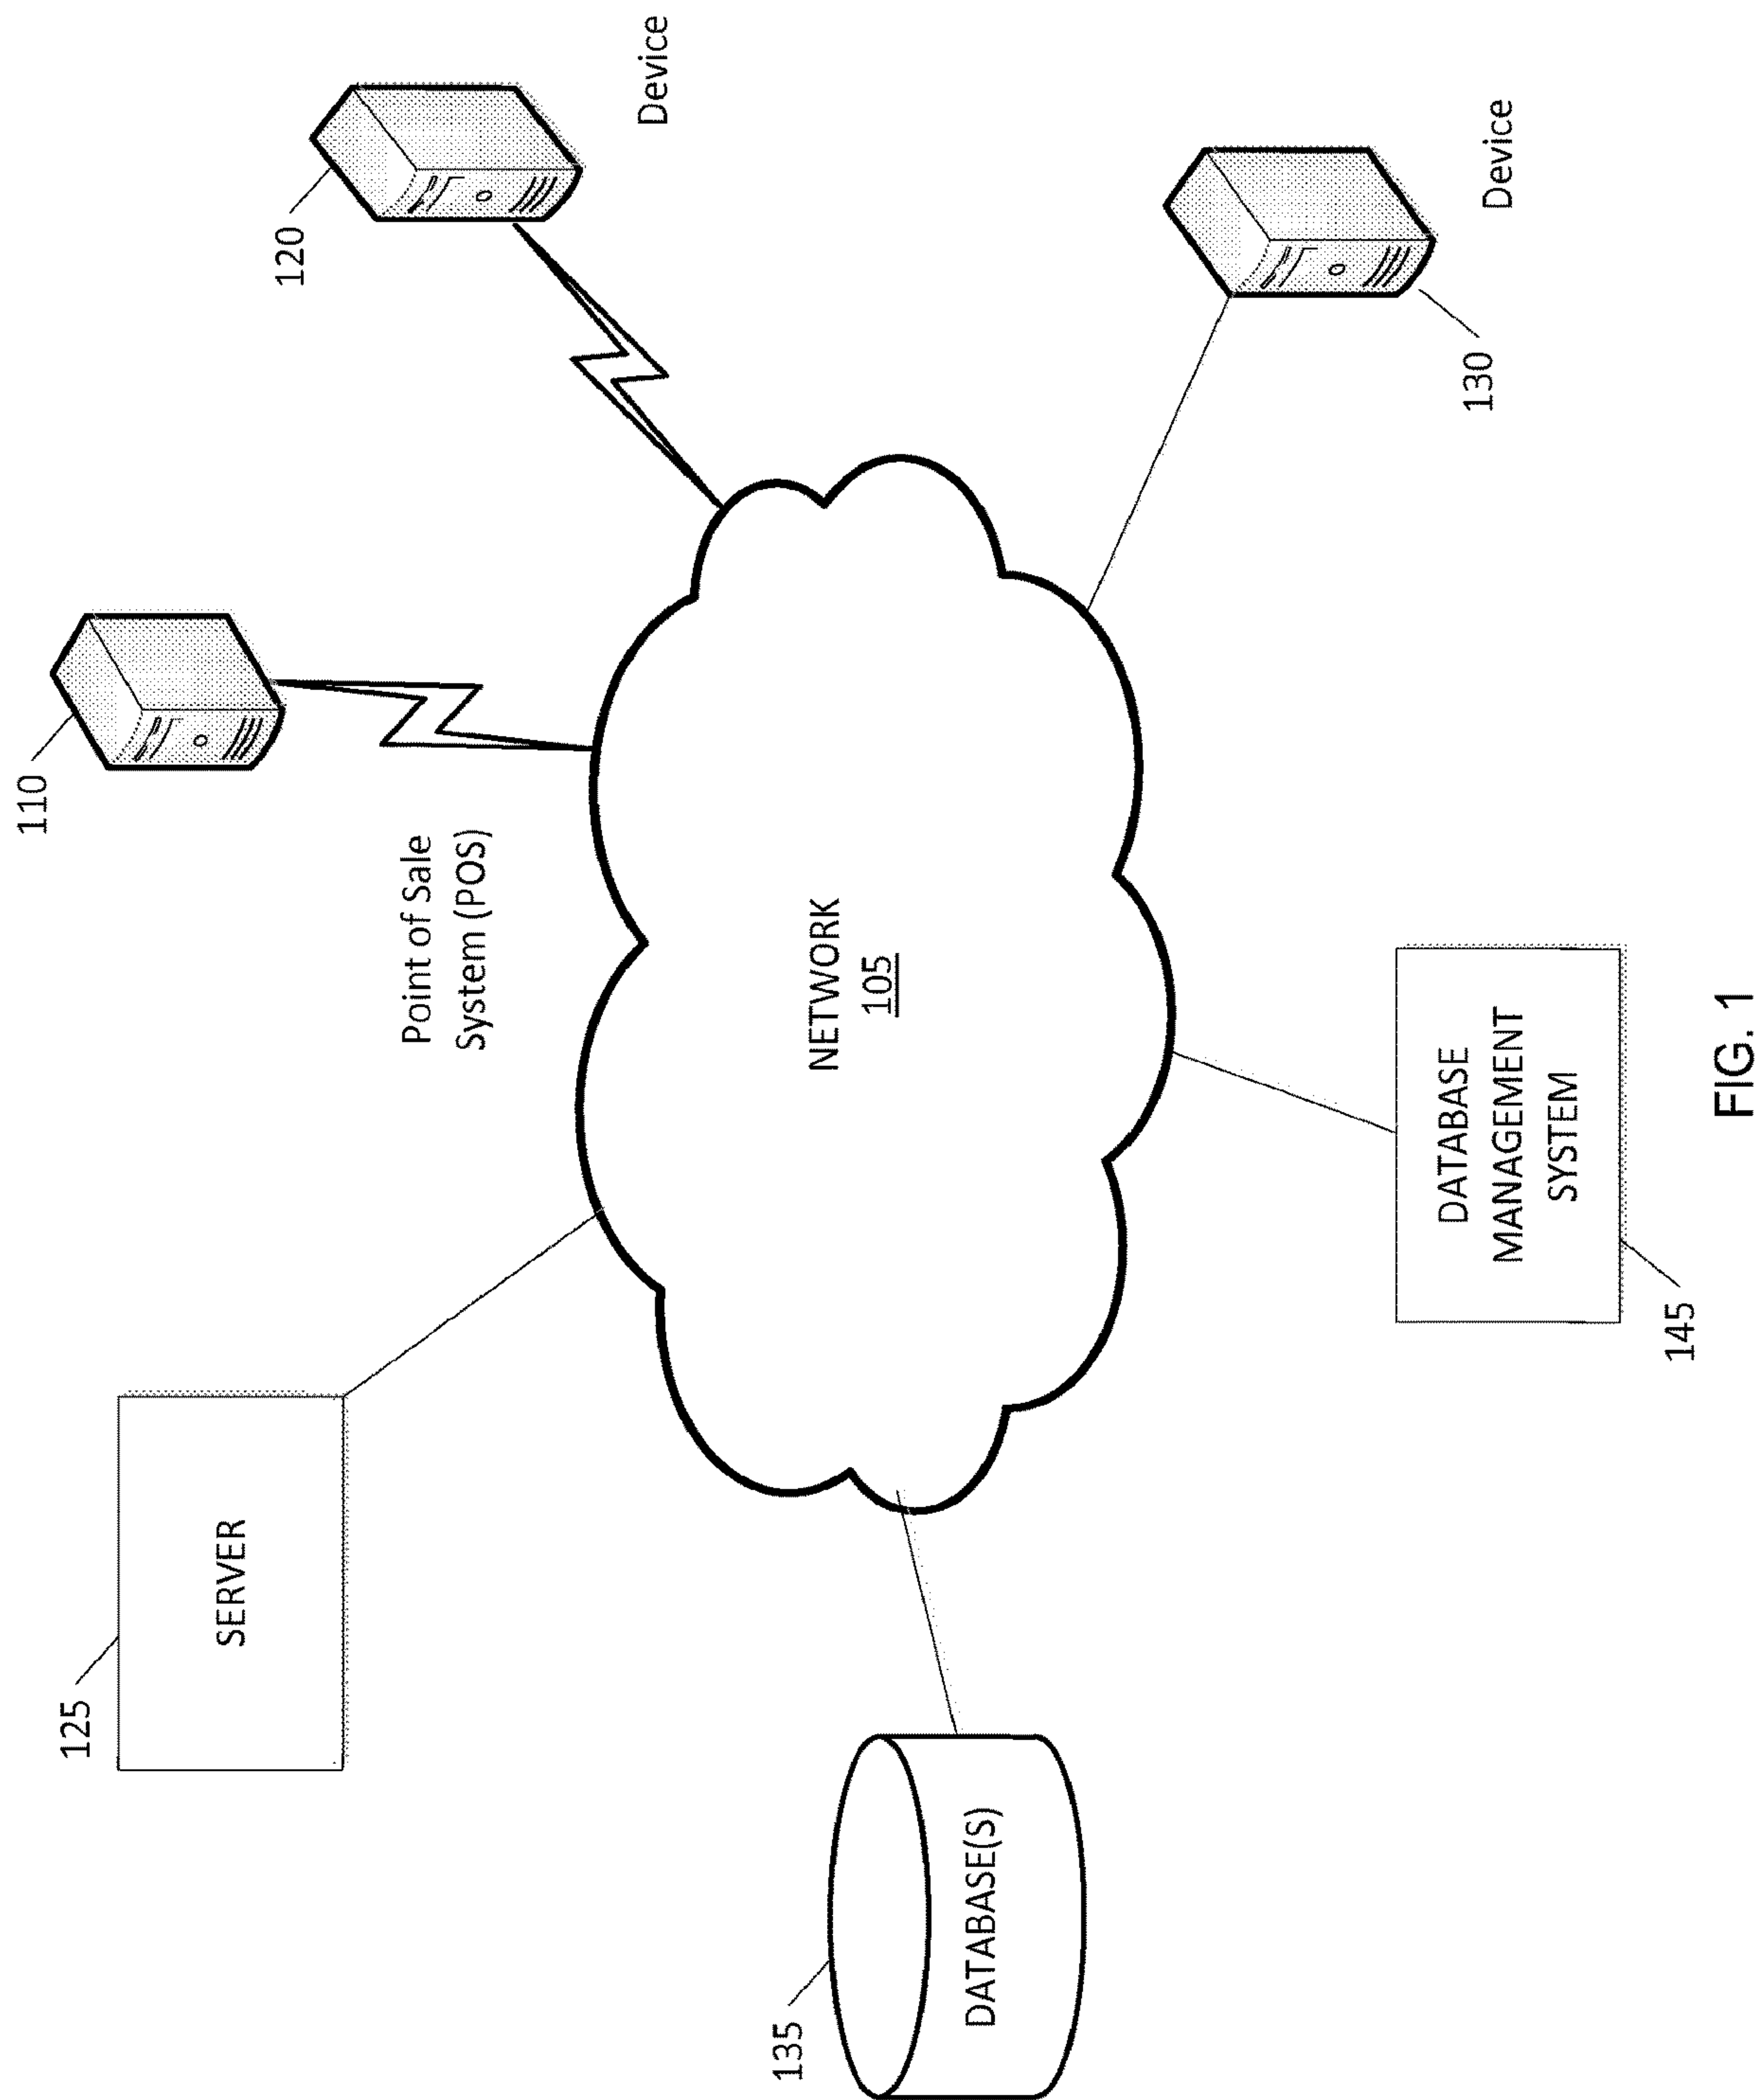 125
SERVER
110
Point of Sale
System (POS)
120
Device
135
DATABASE(S)
NETWORK
105
145
DATABASE
MANAGEMENT
SYSTEM
130
Device
FIG. 1